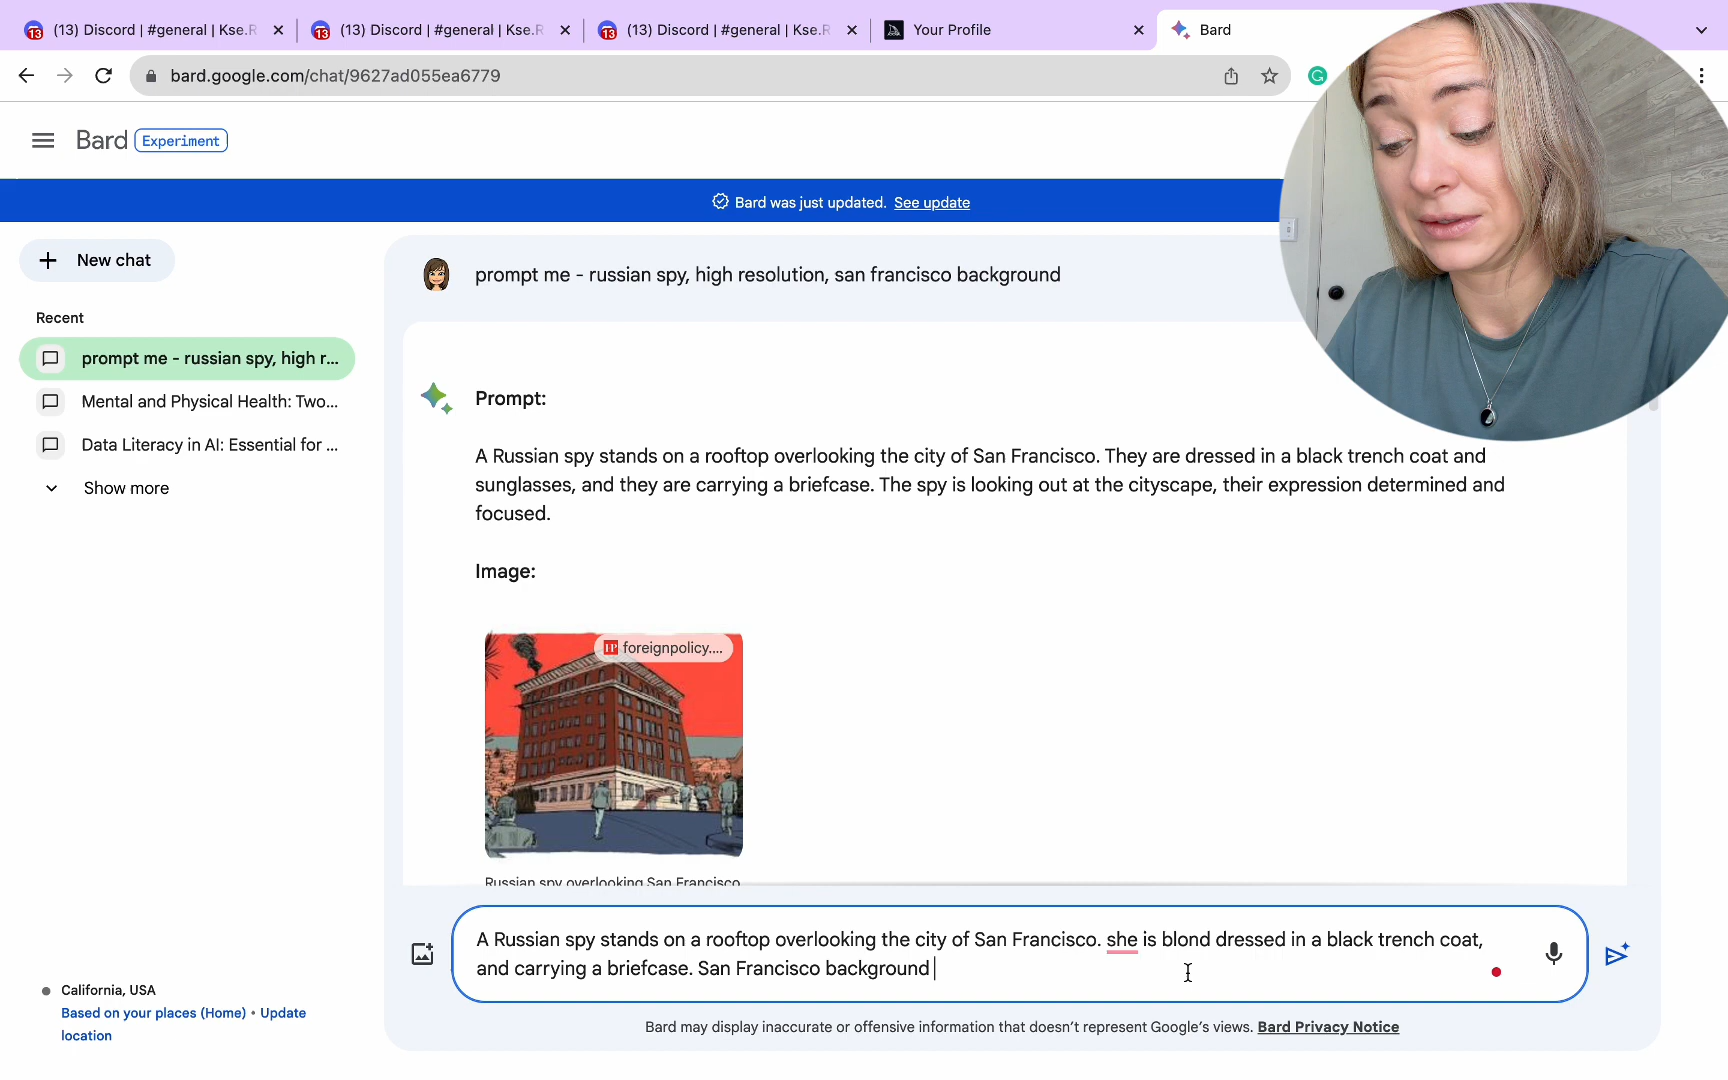 13 (13) Discord | #general | Kse.R
13 (13) Discord | #general | Kse.R
13 (13) Discord | #general | Kse.R
Your Profile
Bard
bard.google.com/chat/9627ad055ea6779
Bard Experiment
Bard was just updated. See update
New chat
Recent
prompt me - russian spy, high r...
Mental and Physical Health: Two...
Data Literacy in AI: Essential for ...
Show more
California, USA
Based on your places (Home) • Update
location
prompt me - russian spy, high resolution, san francisco background
Prompt:
A Russian spy stands on a rooftop overlooking the city of San Francisco. They are dressed in a black trench coat and
sunglasses, and they are carrying a briefcase. The spy is looking out at the cityscape, their expression determined and
focused.
Image:
FP foreignpolicy....
Russian spy overlooking San Francisco
A Russian spy stands on a rooftop overlooking the city of San Francisco. she is blond dressed in a black trench coat,
and carrying a briefcase. San Francisco background
Bard may display inaccurate or offensive information that doesn't represent Google's views. Bard Privacy Notice